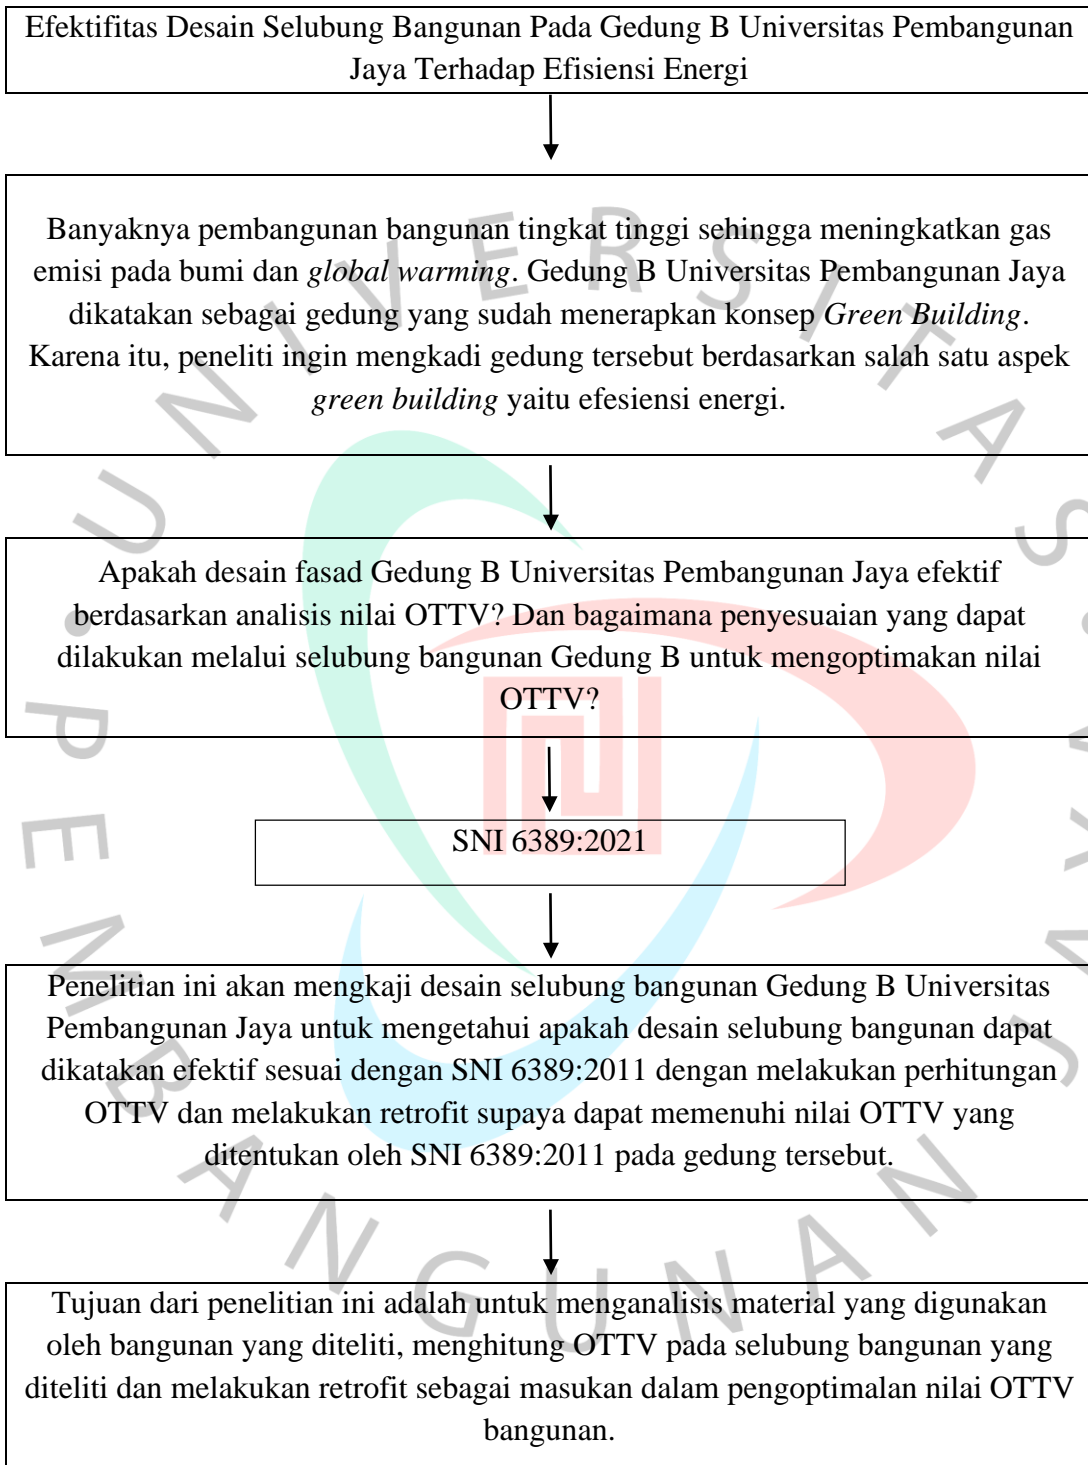 Efektifitas Desain Selubung Bangunan Pada Gedung B Universitas Pembangunan
Jaya Terhadap Efisiensi Energi
Banyaknya pembangunan bangunan tingkat tinggi sehingga meningkatkan gas
emisi pada bumi dan global warming. Gedung B Universitas Pembangunan Jaya
dikatakan sebagai gedung yang sudah menerapkan konsep Green Building.
Karena itu, peneliti ingin mengkadi gedung tersebut berdasarkan salah satu aspek
green building yaitu efesiensi energi.
Apakah desain fasad Gedung B Universitas Pembangunan Jaya efektif
berdasarkan analisis nilai OTTV? Dan bagaimana penyesuaian yang dapat
dilakukan melalui selubung bangunan Gedung B untuk mengoptimakan nilai
OTTV?
SNI 6389:2021
Penelitian ini akan mengkaji desain selubung bangunan Gedung B Universitas
Pembangunan Jaya untuk mengetahui apakah desain selubung bangunan dapat
dikatakan efektif sesuai dengan SNI 6389:2011 dengan melakukan perhitungan
OTTV dan melakukan retrofit supaya dapat memenuhi nilai OTTV yang
ditentukan oleh SNI 6389:2011 pada gedung tersebut.
Tujuan dari penelitian ini adalah untuk menganalisis material yang digunakan
oleh bangunan yang diteliti, menghitung OTTV pada selubung bangunan yang
diteliti dan melakukan retrofit sebagai masukan dalam pengoptimalan nilai OTTV
bangunan.
UNIVERSITAS
PEMBANGUNAN